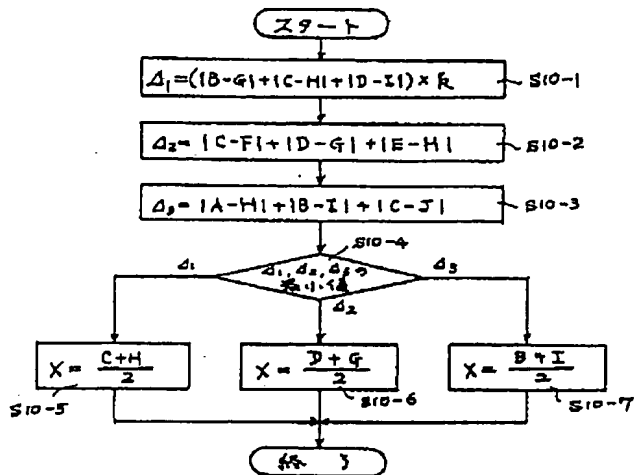 スタート
Δ₁=(|B-G|+|C-H|+|D-I|)×k
S10-1
Δ₂=|C-F|+|D-G|+|E-H|
S10-2
Δ₃=|A-H|+|B-I|+|C-J|
S10-3
S10-4
Δ₁
Δ₁,Δ₂,Δ₃の
最小値
Δ₃
Δ₂
X=(C+H)/2
X=(D+G)/2
X=(B+I)/2
S10-5
S10-6
S10-7
終了